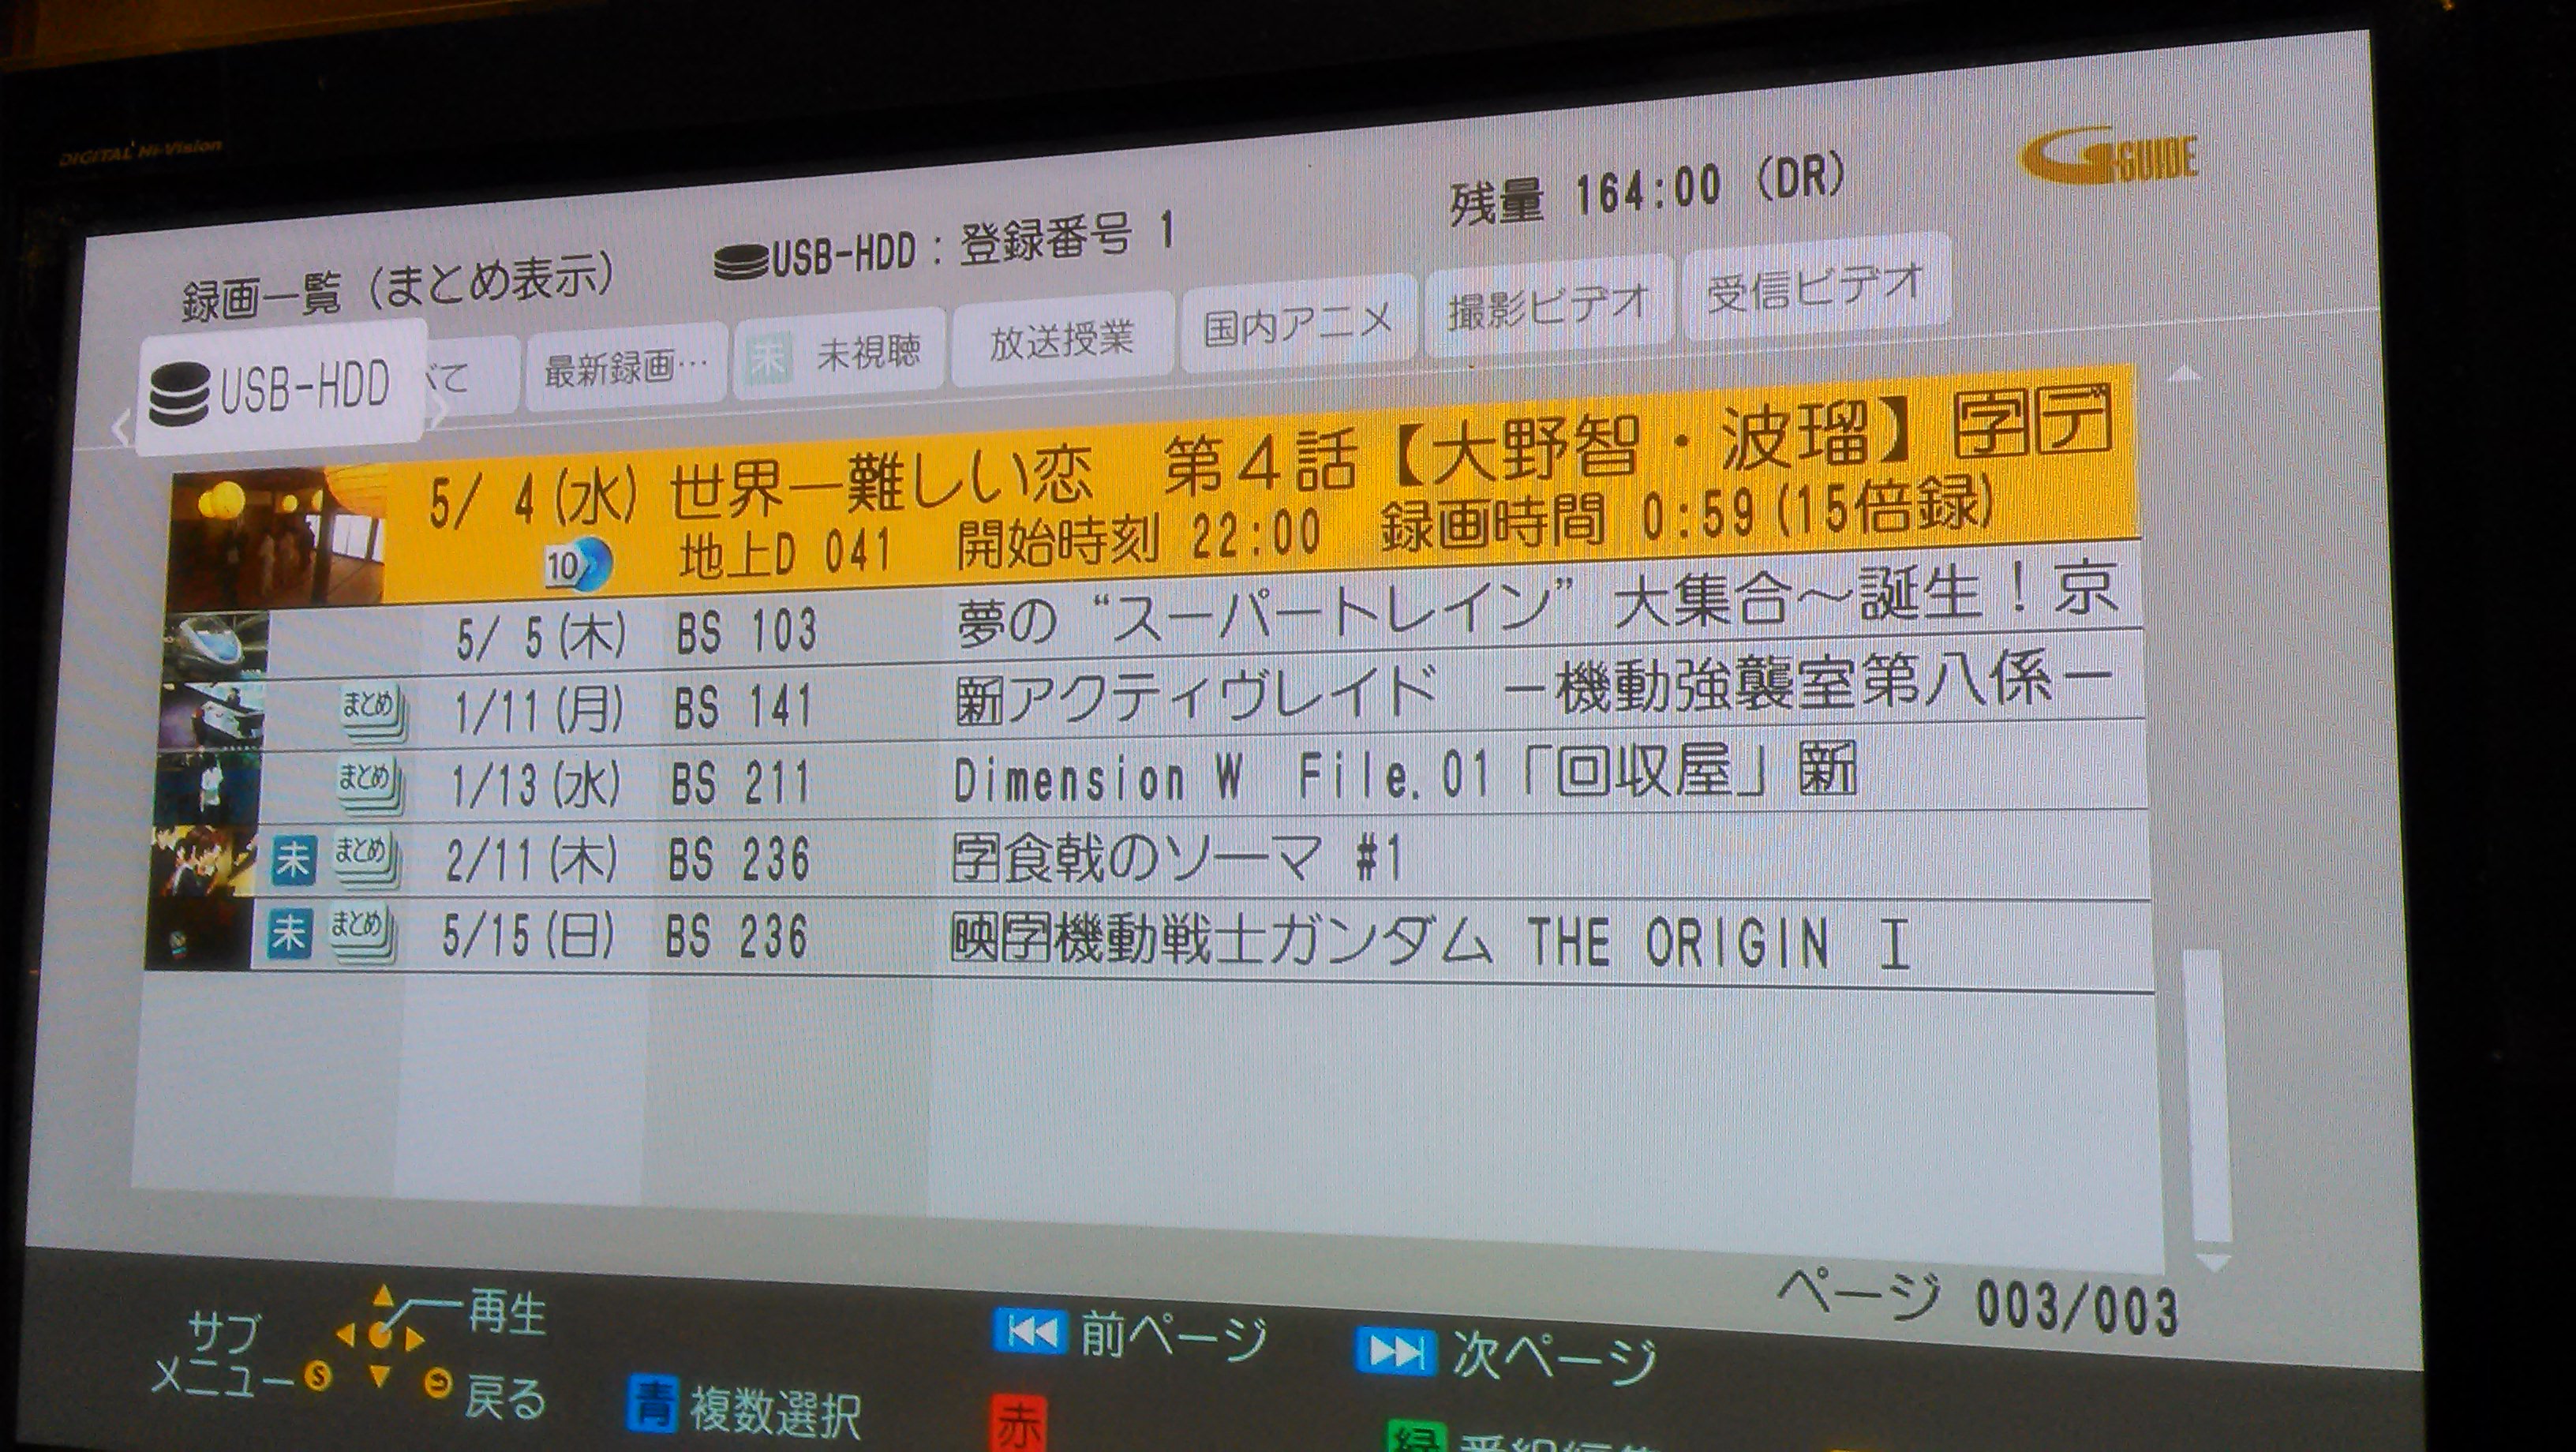 DIGITAL Hi-Vision
録画一覧（まとめ表示） USB-HDD：登録番号 1 残量 164:00 (DR) G-GUIDE
USB-HDD べて 最新録画… 未 未視聴 放送授業 国内アニメ 撮影ビデオ 受信ビデオ
5/ 4(水) 世界一難しい恋 第4話【大野智・波瑠】字デ
10 地上D 041 開始時刻 22:00 録画時間 0:59(15倍録)
5/ 5(木) BS 103 夢の“スーパートレイン”大集合～誕生！京
まとめ 1/11(月) BS 141 新アクティヴレイド －機動強襲室第八係－
まとめ 1/13(水) BS 211 Dimension W File.01「回収屋」新
未 まとめ 2/11(木) BS 236 字食戟のソーマ #1
未 まとめ 5/15(日) BS 236 映字機動戦士ガンダム THE ORIGIN I
ページ 003/003
サブメニュー S 再生 戻る
前ページ 次ページ
青 複数選択 赤 緑